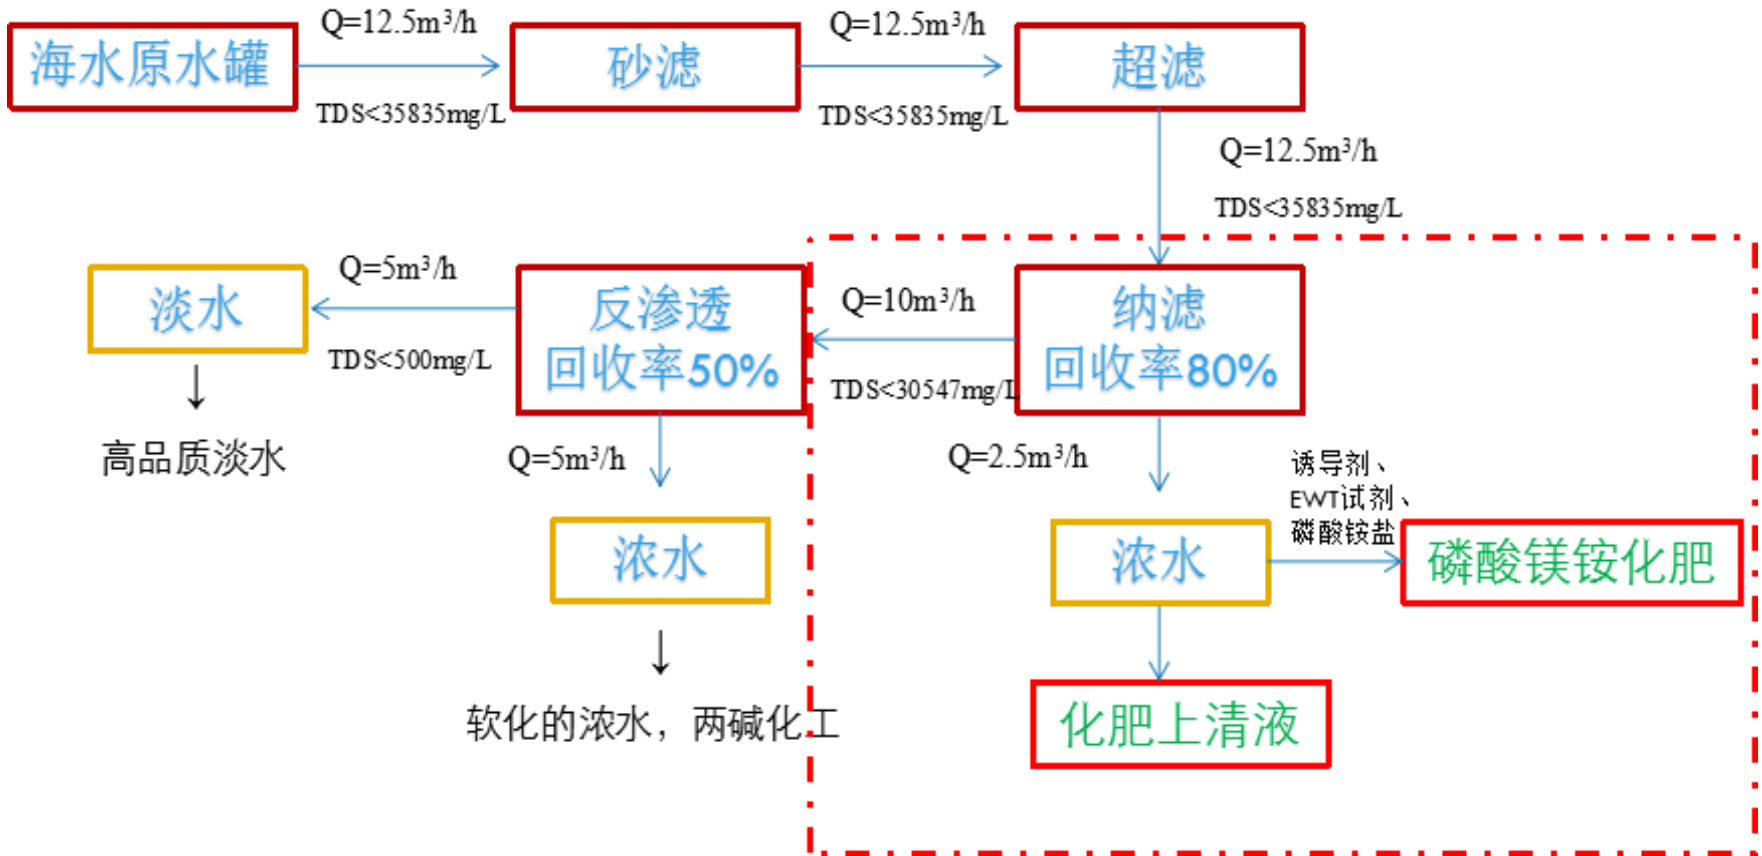 Q=12.5m³/h
Q=12.5m³/h
海水原水罐
砂滤
超滤
TDS<35835mg/L
TDS<35835mg/L
Q=12.5m³/h
TDS<35835mg/L
Q=5m³/h
Q=10m³/h
淡水
反渗透
回收率50%
纳滤
回收率80%
TDS<500mg/L
TDS<30547mg/L
高品质淡水
Q=5m³/h
Q=2.5m³/h
诱导剂、
EWT试剂、
磷酸铵盐
浓水
浓水
磷酸镁铵化肥
软化的浓水，两碱化工
化肥上清液